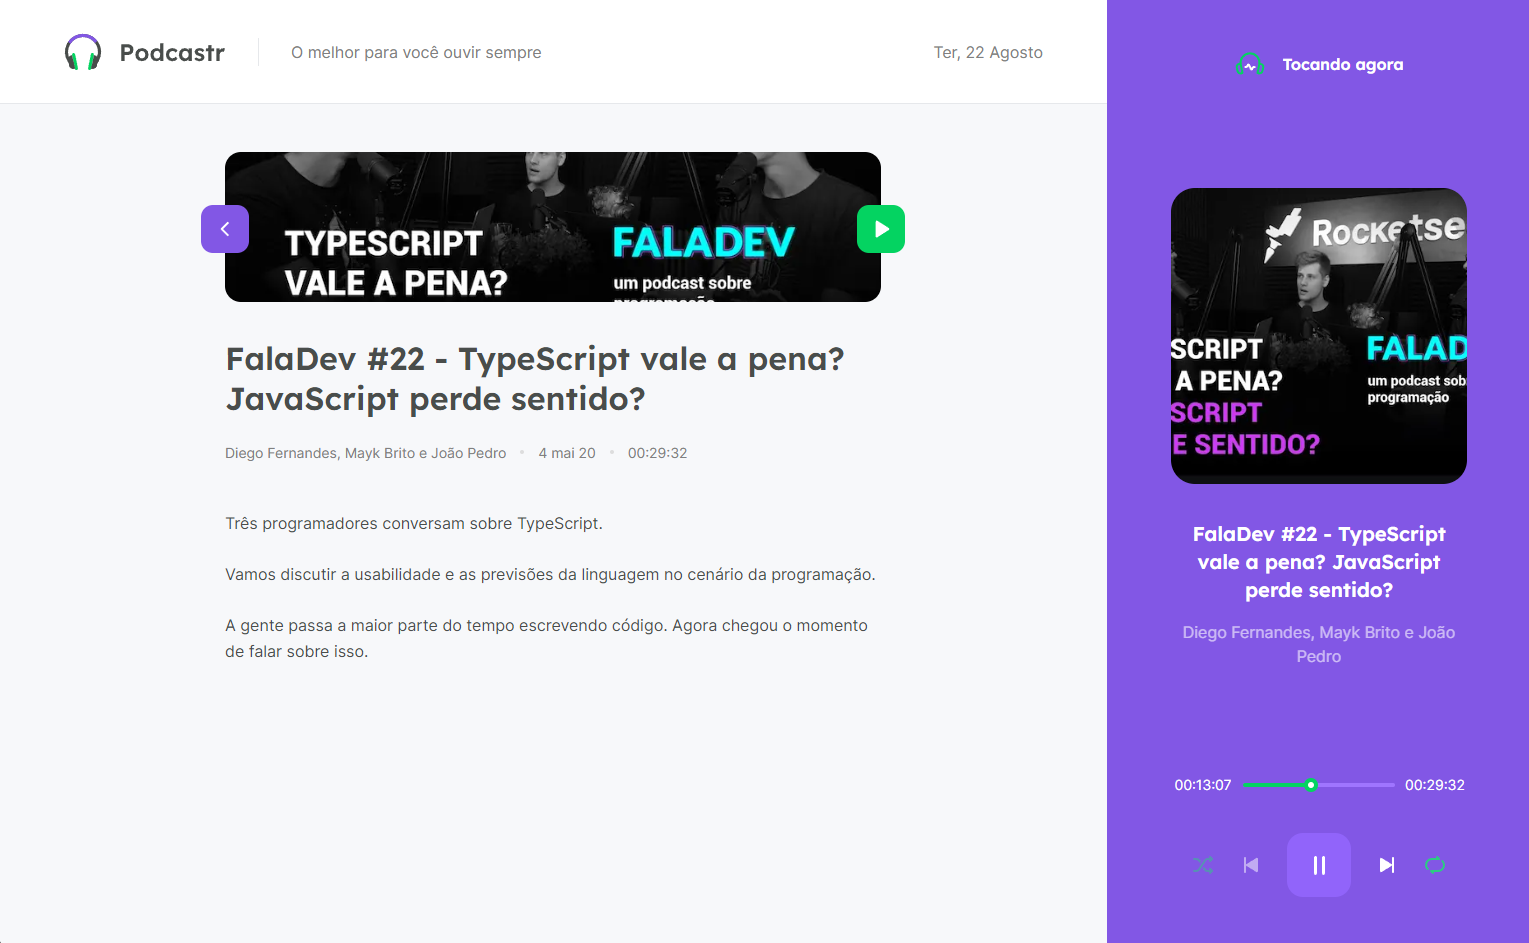 Podcastr
O melhor para você ouvir sempre
Ter, 22 Agosto
TYPESCRIPT
VALE A PENA?
FALADEV
um podcast sobre
programação
FalaDev #22 - TypeScript vale a pena?
JavaScript perde sentido?
Diego Fernandes, Mayk Brito e João Pedro • 4 mai 20 • 00:29:32
Três programadores conversam sobre TypeScript.
Vamos discutir a usabilidade e as previsões da linguagem no cenário da programação.
A gente passa a maior parte do tempo escrevendo código. Agora chegou o momento
de falar sobre isso.
Tocando agora
Rocketse
SCRIPT
A PENA?
SCRIPT
E SENTIDO?
FALAD
um podcast sob
programação
FalaDev #22 - TypeScript
vale a pena? JavaScript
perde sentido?
Diego Fernandes, Mayk Brito e João
Pedro
00:13:07
00:29:32